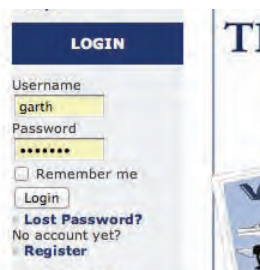 LOGIN
Username
garth
Password
•••••••
Remember me
Login
Lost Password?
No account yet?
Register